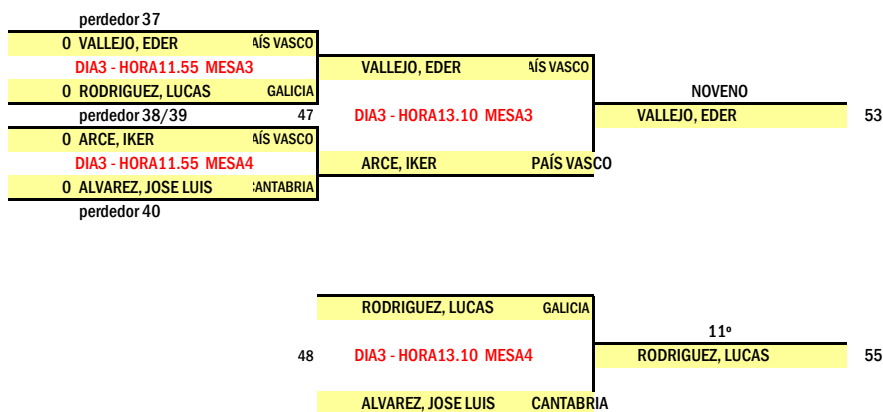 perdedor 37
0 VALLEJO, EDER AÍS VASCO
DIA3 - HORA11.55 MESA3
VALLEJO, EDER AÍS VASCO
0 RODRIGUEZ, LUCAS GALICIA
NOVENO
perdedor 38/39 47
DIA3 - HORA13.10 MESA3
VALLEJO, EDER 53
0 ARCE, IKER AÍS VASCO
DIA3 - HORA11.55 MESA4
ARCE, IKER PAÍS VASCO
0 ALVAREZ, JOSE LUIS CANTABRIA
perdedor 40
RODRIGUEZ, LUCAS GALICIA
11º
48 DIA3 - HORA13.10 MESA4
RODRIGUEZ, LUCAS 55
ALVAREZ, JOSE LUIS CANTABRIA